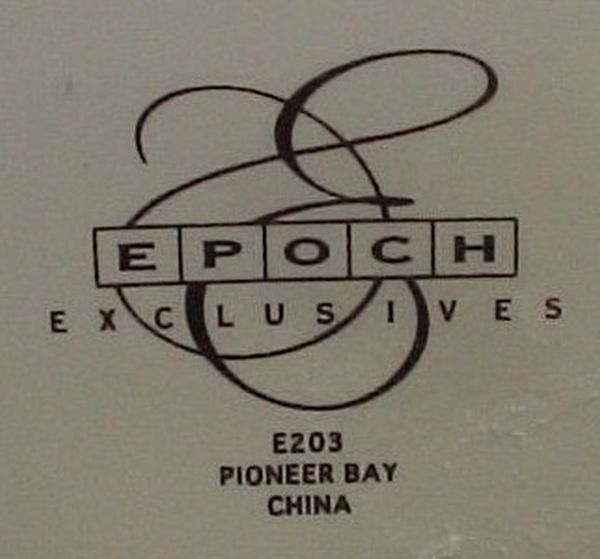 EPOCH
EXCLUSIVES
E203
PIONEER BAY
CHINA